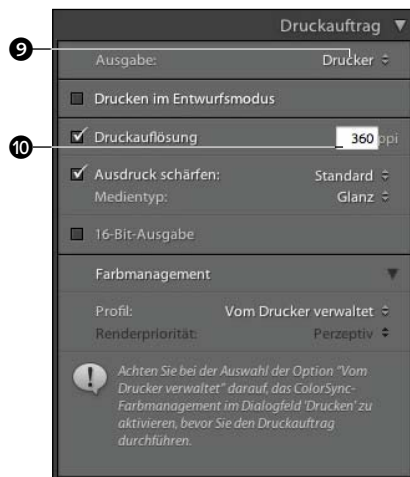 Druckauftrag ▼
9 Ausgabe: Drucker
Drucken im Entwurfsmodus
10 Druckauflösung 360 ppi
Ausdruck schärfen: Standard
Medientyp: Glanz
16-Bit-Ausgabe
Farbmanagement ▼
Profil: Vom Drucker verwaltet
Renderpriorität: Perzeptiv
Achten Sie bei der Auswahl der Option "Vom
Drucker verwaltet" darauf, das ColorSync-
Farbmanagement im Dialogfeld 'Drucken' zu
aktivieren, bevor Sie den Druckauftrag
durchführen.